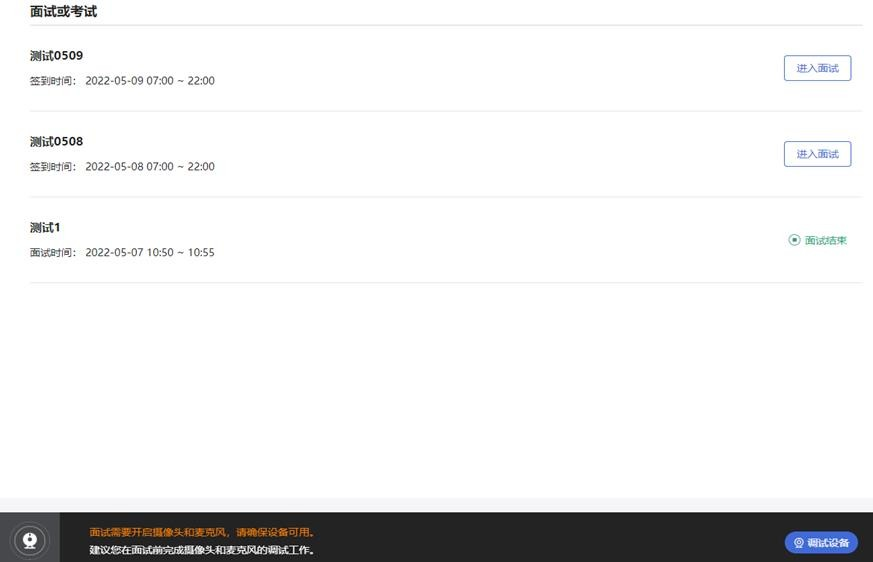 面试或考试
测试0509
进入面试
签到时间： 2022-05-09 07:00 ~ 22:00
测试0508
进入面试
签到时间： 2022-05-08 07:00 ~ 22:00
测试1
面试结束
面试时间： 2022-05-07 10:50 ~ 10:55
面试需要开启摄像头和麦克风，请确保设备可用。
调试设备
建议您在面试前完成摄像头和麦克风的调试工作。